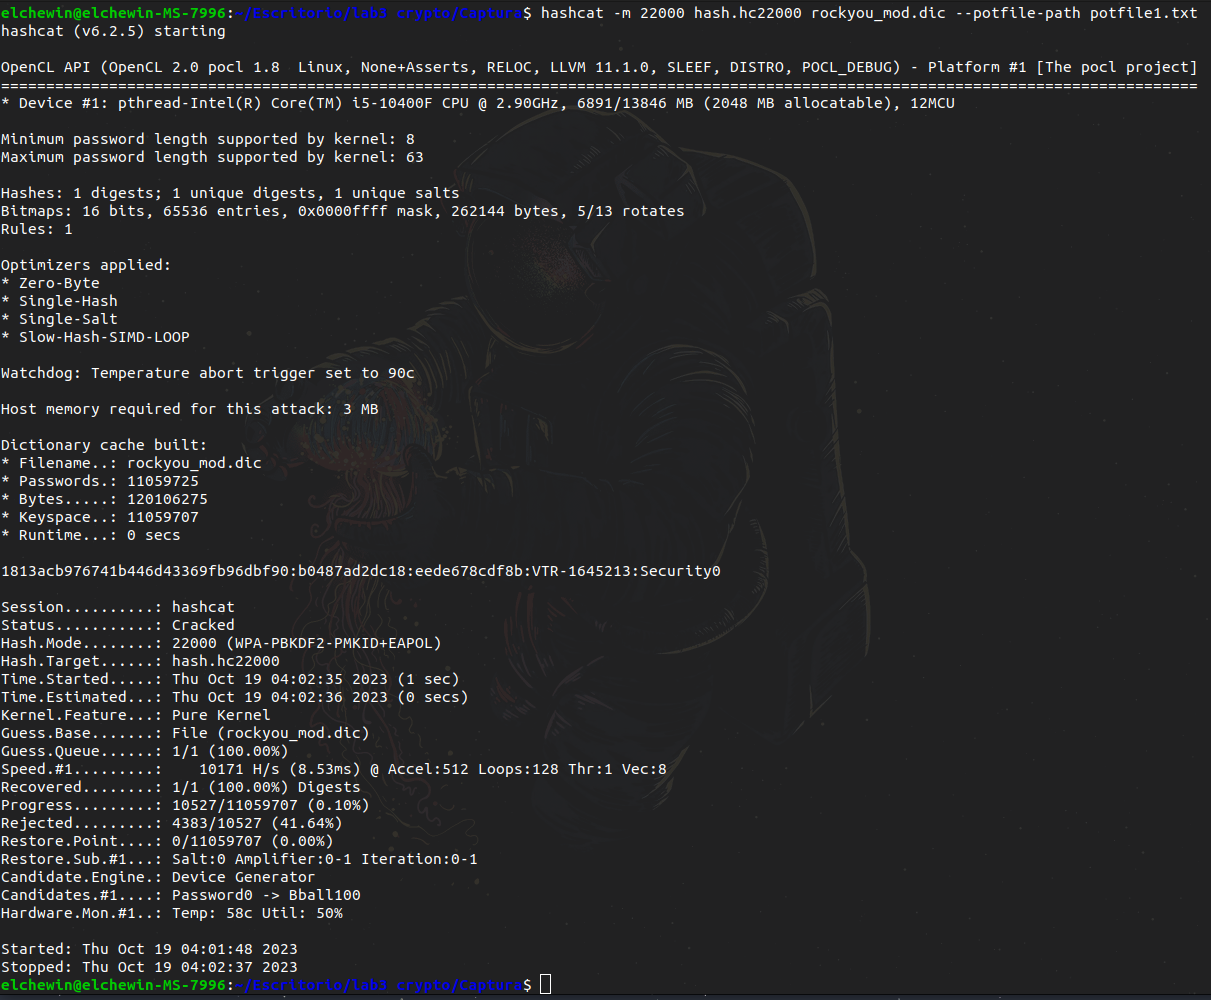 elchewin@elchewin-MS-7996:~/Escritorio/lab3 crypto/Captura$ hashcat -m 22000 hash.hc22000 rockyou_mod.dic --potfile-path potfile1.txt
hashcat (v6.2.5) starting
OpenCL API (OpenCL 2.0 pocl 1.8  Linux, None+Asserts, RELOC, LLVM 11.1.0, SLEEF, DISTRO, POCL_DEBUG) - Platform #1 [The pocl project]
=====================================================================================================================================
* Device #1: pthread-Intel(R) Core(TM) i5-10400F CPU @ 2.90GHz, 6891/13846 MB (2048 MB allocatable), 12MCU
Minimum password length supported by kernel: 8
Maximum password length supported by kernel: 63
Hashes: 1 digests; 1 unique digests, 1 unique salts
Bitmaps: 16 bits, 65536 entries, 0x0000ffff mask, 262144 bytes, 5/13 rotates
Rules: 1
Optimizers applied:
* Zero-Byte
* Single-Hash
* Single-Salt
* Slow-Hash-SIMD-LOOP
Watchdog: Temperature abort trigger set to 90c
Host memory required for this attack: 3 MB
Dictionary cache built:
* Filename..: rockyou_mod.dic
* Passwords.: 11059725
* Bytes.....: 120106275
* Keyspace..: 11059707
* Runtime...: 0 secs
1813acb976741b446d43369fb96dbf90:b0487ad2dc18:eede678cdf8b:VTR-1645213:Security0
Session..........: hashcat
Status...........: Cracked
Hash.Mode........: 22000 (WPA-PBKDF2-PMKID+EAPOL)
Hash.Target......: hash.hc22000
Time.Started.....: Thu Oct 19 04:02:35 2023 (1 sec)
Time.Estimated...: Thu Oct 19 04:02:36 2023 (0 secs)
Kernel.Feature...: Pure Kernel
Guess.Base.......: File (rockyou_mod.dic)
Guess.Queue......: 1/1 (100.00%)
Speed.#1.........:    10171 H/s (8.53ms) @ Accel:512 Loops:128 Thr:1 Vec:8
Recovered........: 1/1 (100.00%) Digests
Progress.........: 10527/11059707 (0.10%)
Rejected.........: 4383/10527 (41.64%)
Restore.Point....: 0/11059707 (0.00%)
Restore.Sub.#1...: Salt:0 Amplifier:0-1 Iteration:0-1
Candidate.Engine.: Device Generator
Candidates.#1....: Password0 -> Bball100
Hardware.Mon.#1..: Temp: 58c Util: 50%
Started: Thu Oct 19 04:01:48 2023
Stopped: Thu Oct 19 04:02:37 2023
elchewin@elchewin-MS-7996:~/Escritorio/lab3 crypto/Captura$